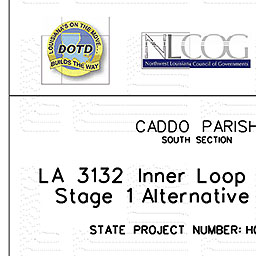 LOUISIANA'S ON THE MOVE
DOTD
BUILDS THE WAY
NLCOG
Northwest Louisiana Council of Governments
CADDO PARISH
SOUTH SECTION
LA 3132 Inner Loop
Stage 1 Alternative
STATE PROJECT NUMBER: H0